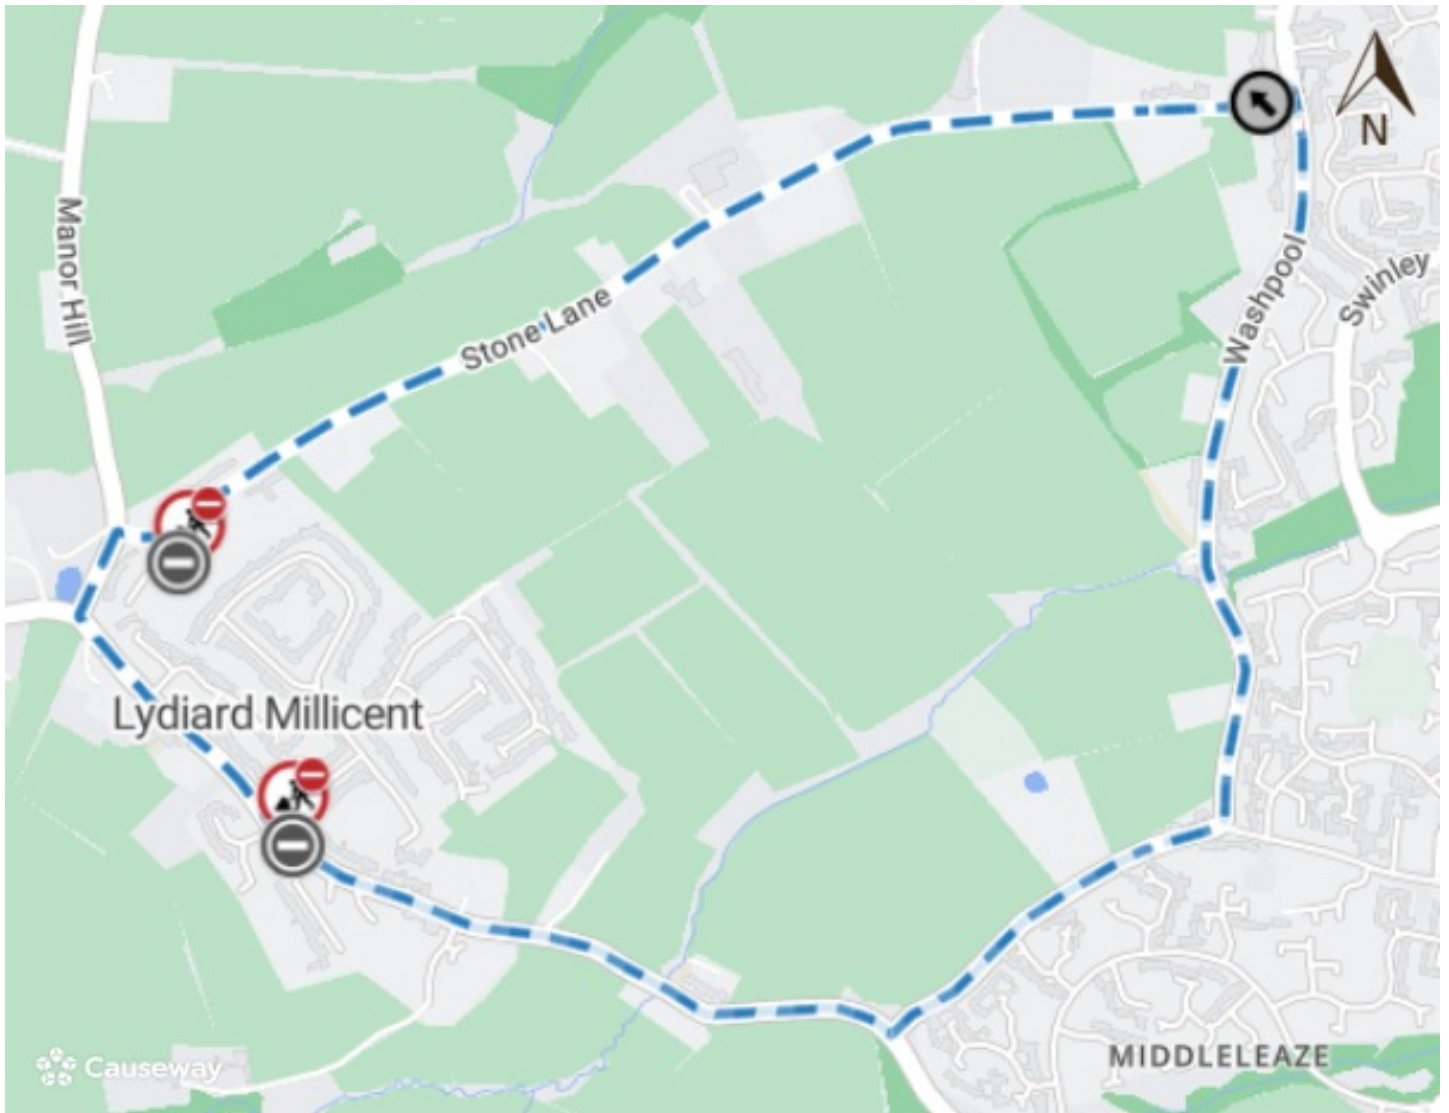 N
Manor Hill
Swinley
Washpool
Stone Lane
Lydiard Millicent
MIDDLELEAZE
Causeway